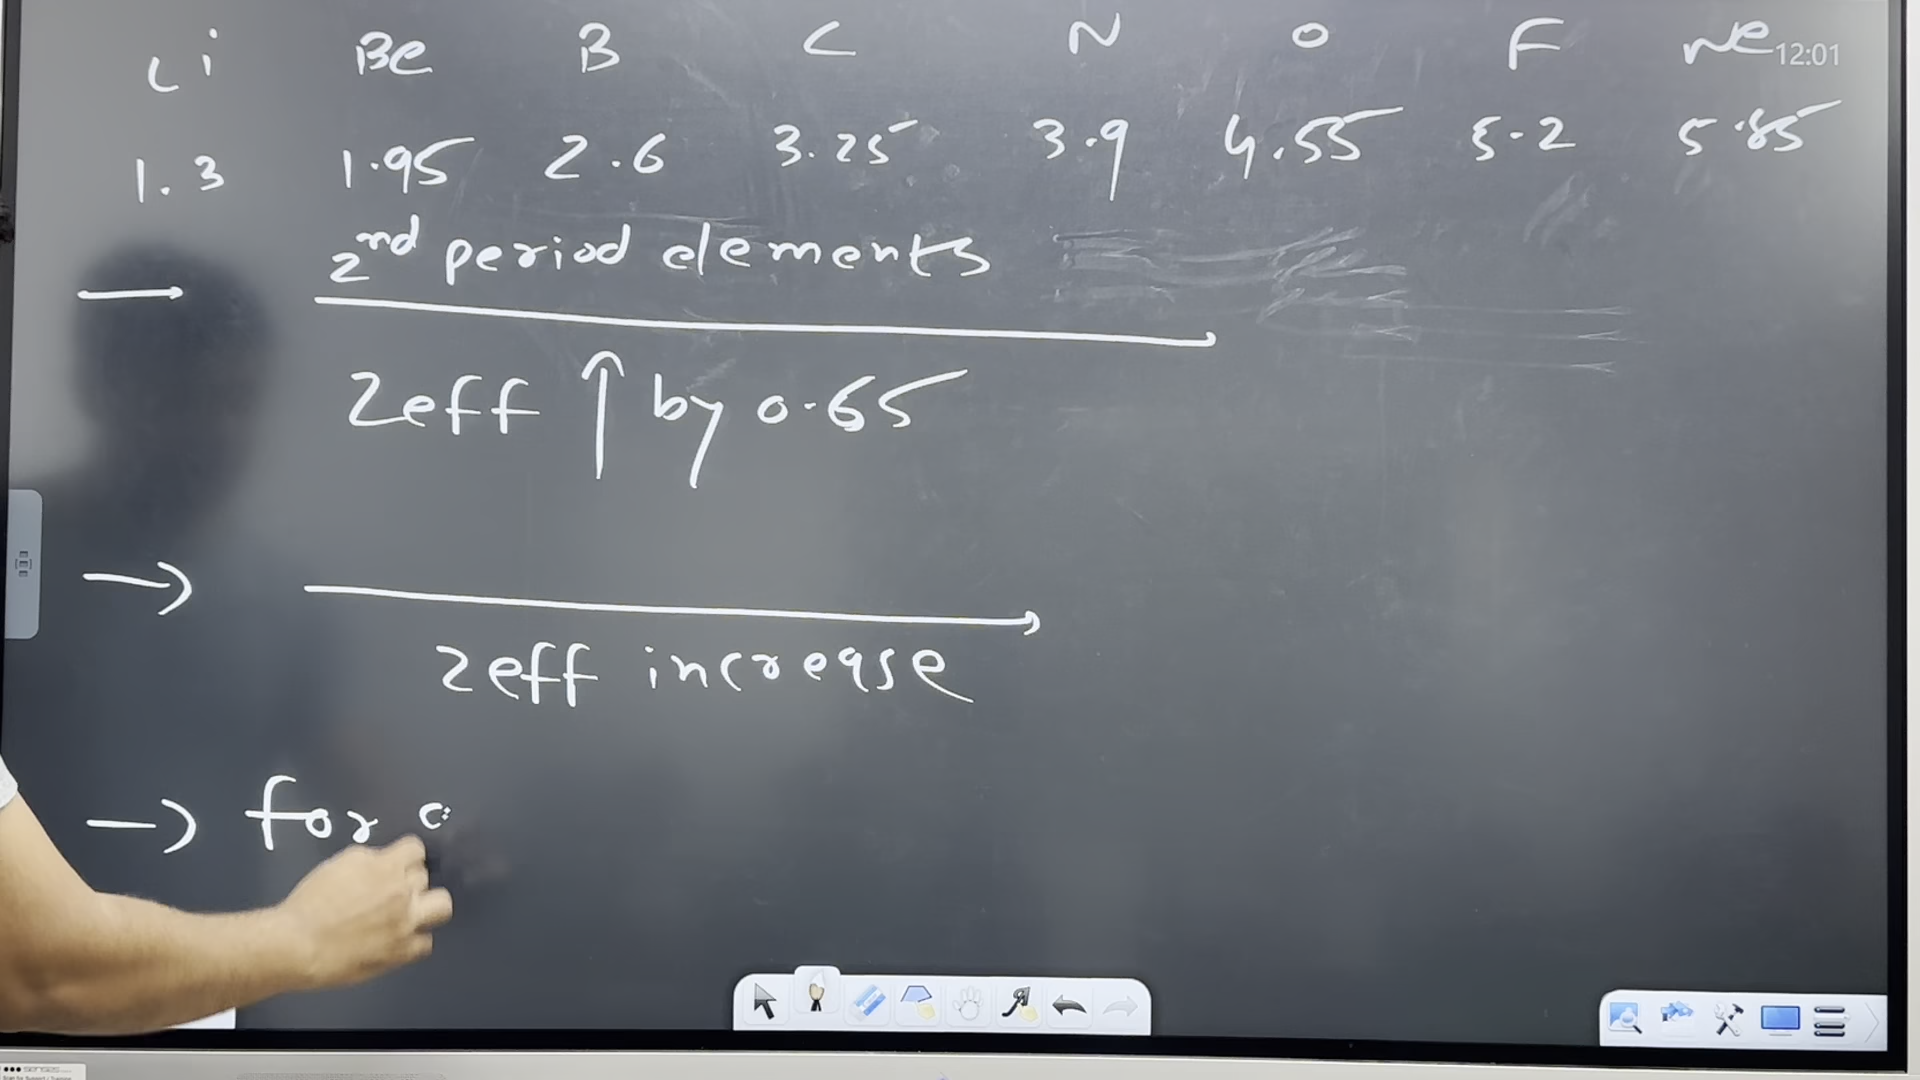 Li Be B C N O F Ne 12:01
1.3 1.95 2.6 3.25 3.9 4.55 5.2 5.85
→ 2nd period elements
Zeff ↑ by 0.65
→
Zeff increase
→ for